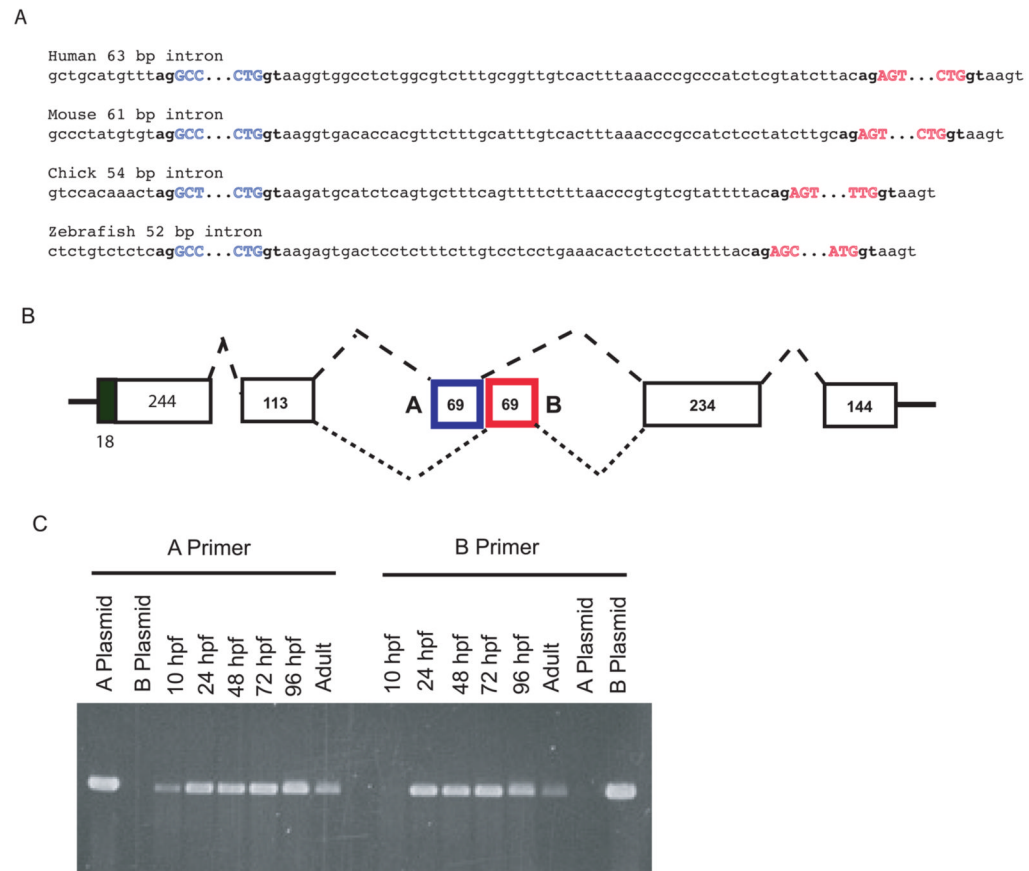 A
Human 63 bp intron
gctgcatgtttagGCC...CTGgtaaggtggcctctggcgtctttgcggttgtcactttaaacccgcccatctcgtatcttacagAGT...CTGgtaagt
Mouse 61 bp intron
gccctatgtgtagGCC...CTGgtaaggtgacaccacgttctttgcatttgtcactttaaacccgccatctcctatcttgcagAGT...CTGgtaagt
Chick 54 bp intron
gtccacaaactagGCT...CTGgtaagatgcatctcagtgctttcagttttctttaacccgtgtcgtattttacagAGT...TTGgtaagt
Zebrafish 52 bp intron
ctctgtctctcagGCC...CTGgtaagagtgactcctctttcttgtcctcctgaaacactctcctattttacagAGC...ATGgtaagt
B
244
113
A
69
69
B
234
144
18
C
A Primer
B Primer
A Plasmid
B Plasmid
10 hpf
24 hpf
48 hpf
72 hpf
96 hpf
Adult
10 hpf
24 hpf
48 hpf
72 hpf
96 hpf
Adult
A Plasmid
B Plasmid